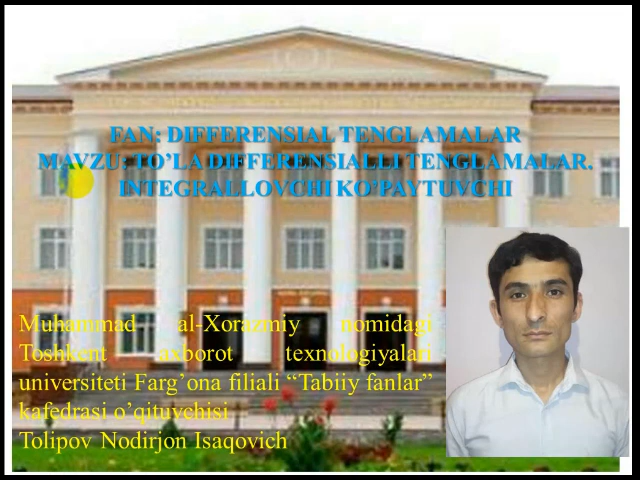 FAN: DIFFERENSIAL TENGLAMALAR
MAVZU: TO’LA DIFFERENSIALLI TENGLAMALAR.
INTEGRALLOVCHI KO’PAYTUVCHI
Muhammad al-Xorazmiy nomidagi
Toshkent axborot texnologiyalari
universiteti Farg’ona filiali “Tabiiy fanlar”
kafedrasi o’qituvchisi
Tolipov Nodirjon Isaqovich